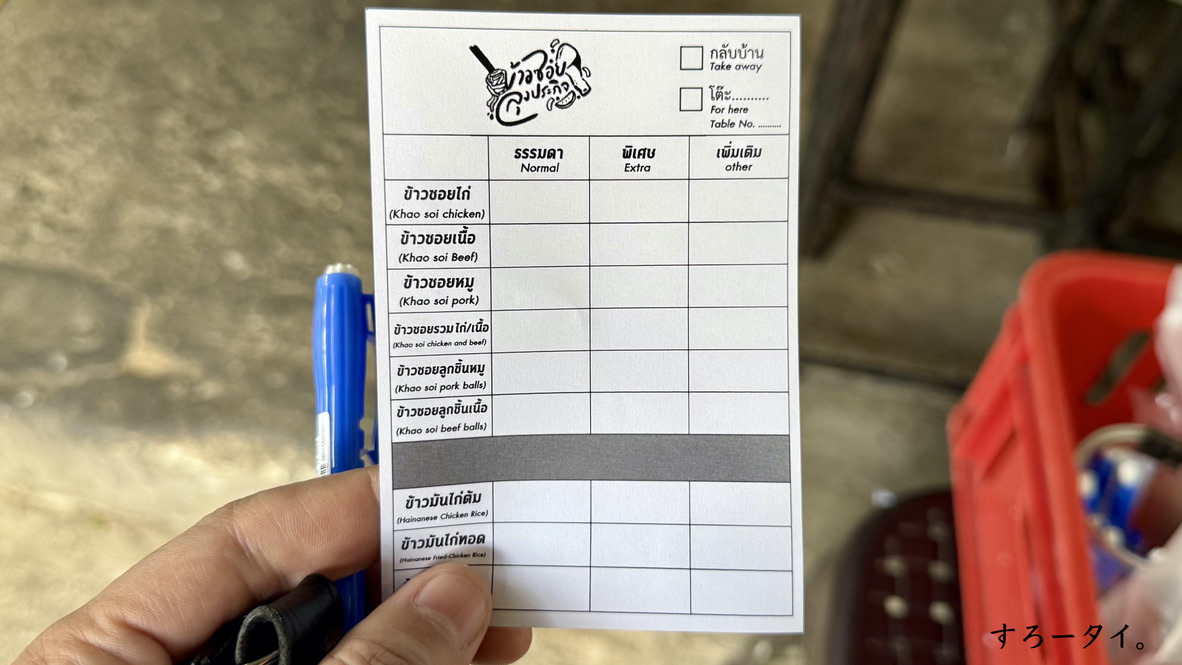 ข้าวซอย
ลุงประกิจ
กลับบ้าน
Take away
โต๊ะ..........
For here
Table No. ..........
ธรรมดา
Normal
พิเศษ
Extra
เพิ่มเติม
other
ข้าวซอยไก่
(Khao soi chicken)
ข้าวซอยเนื้อ
(Khao soi Beef)
ข้าวซอยหมู
(Khao soi pork)
ข้าวซอยรวมไก่/เนื้อ
(Khao soi chicken and beef)
ข้าวซอยลูกชิ้นหมู
(Khao soi pork balls)
ข้าวซอยลูกชิ้นเนื้อ
(Khao soi beef balls)
ข้าวมันไก่ต้ม
(Hainanese Chicken Rice)
ข้าวมันไก่ทอด
(Hainanese Fried-Chicken Rice)
すろータイ。